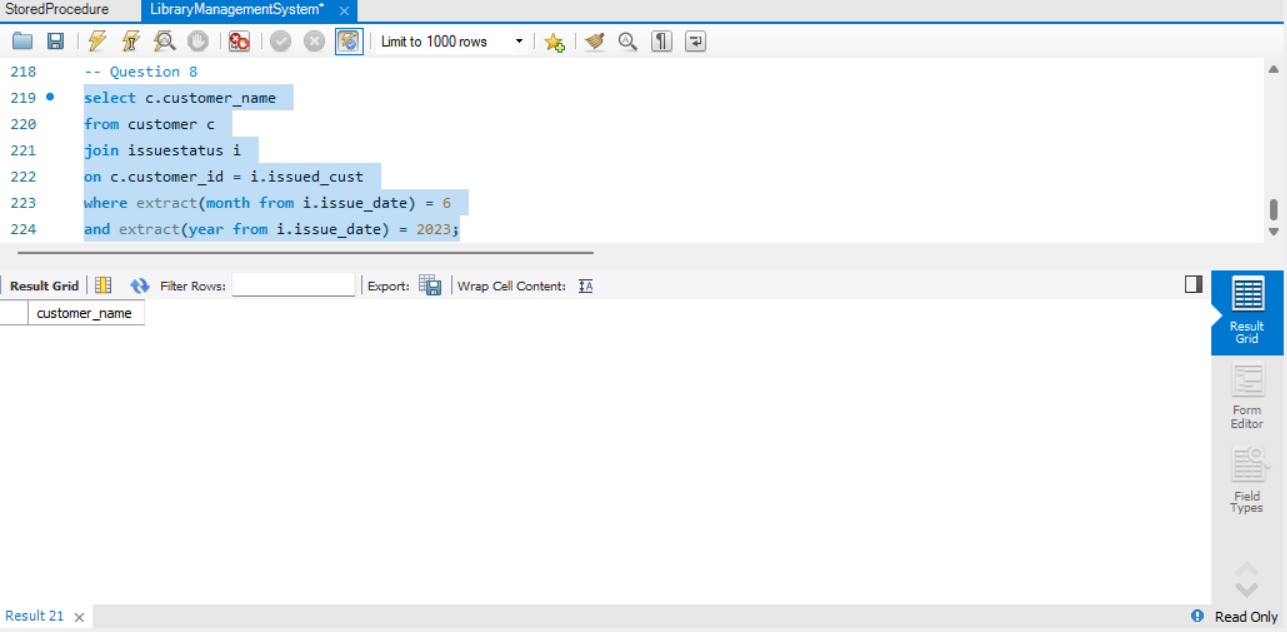 StoredProcedure LibraryManagementSystem* ×
Limit to 1000 rows
218 -- Question 8
219 select c.customer_name
220 from customer c
221 join issuestatus i
222 on c.customer_id = i.issued_cust
223 where extract(month from i.issue_date) = 6
224 and extract(year from i.issue_date) = 2023;
Result Grid Filter Rows: Export: Wrap Cell Content: IA
customer_name
Result
Grid
Form
Editor
Field
Types
Result 21 × Read Only